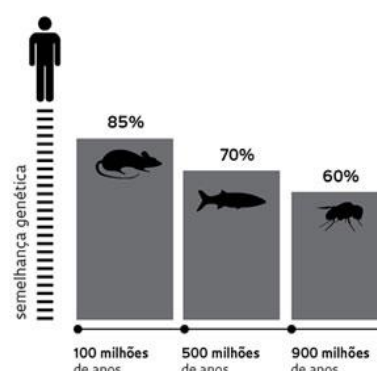 semelhança genética
85%
70%
60%
100 milhões
de anos
500 milhões
de anos
900 milhões
de anos